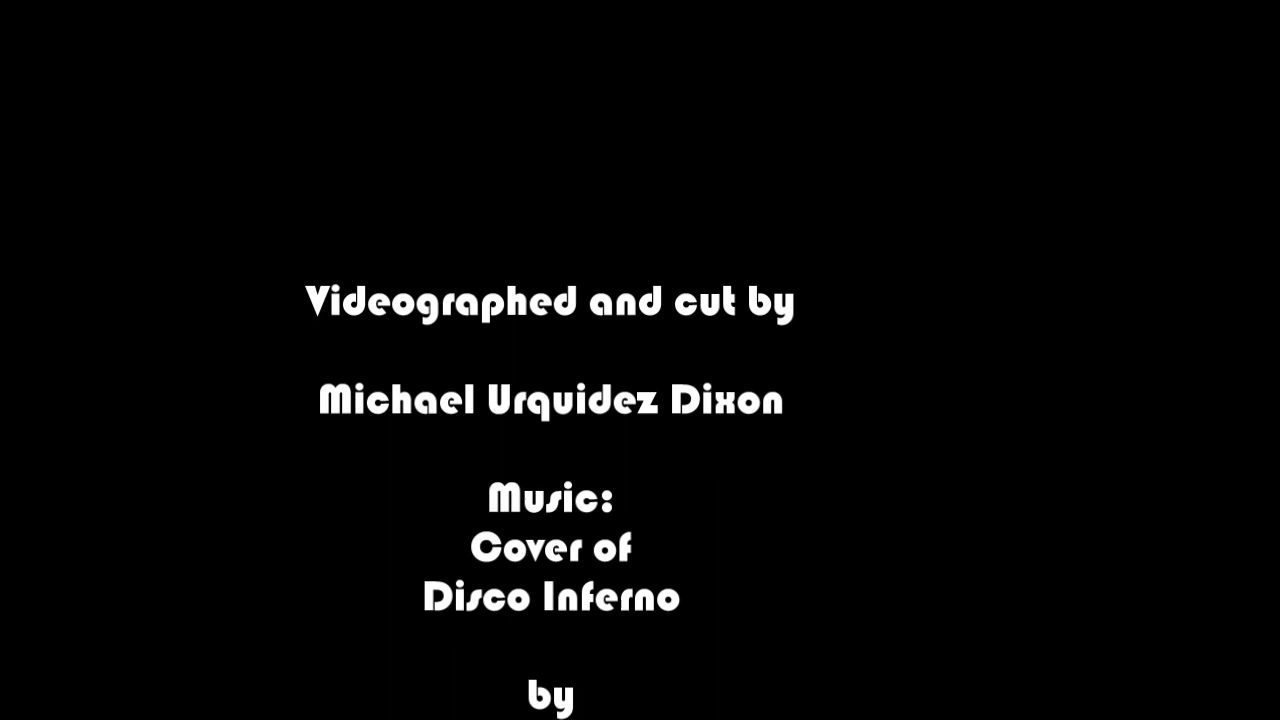 Videographed and cut by
Michael Urquidez Dixon
Music:
Cover of
Disco Inferno
by